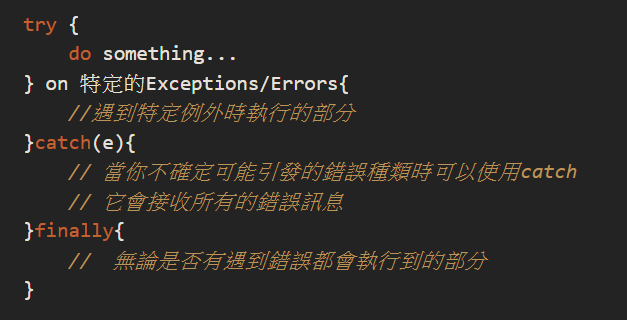 try {
    do something...
} on 特定的Exceptions/Errors{
    //遇到特定例外時執行的部分
}catch(e){
    // 當你不確定可能引發的錯誤種類時可以使用catch
    // 它會接收所有的錯誤訊息
}finally{
    //  無論是否有遇到錯誤都會執行到的部分
}